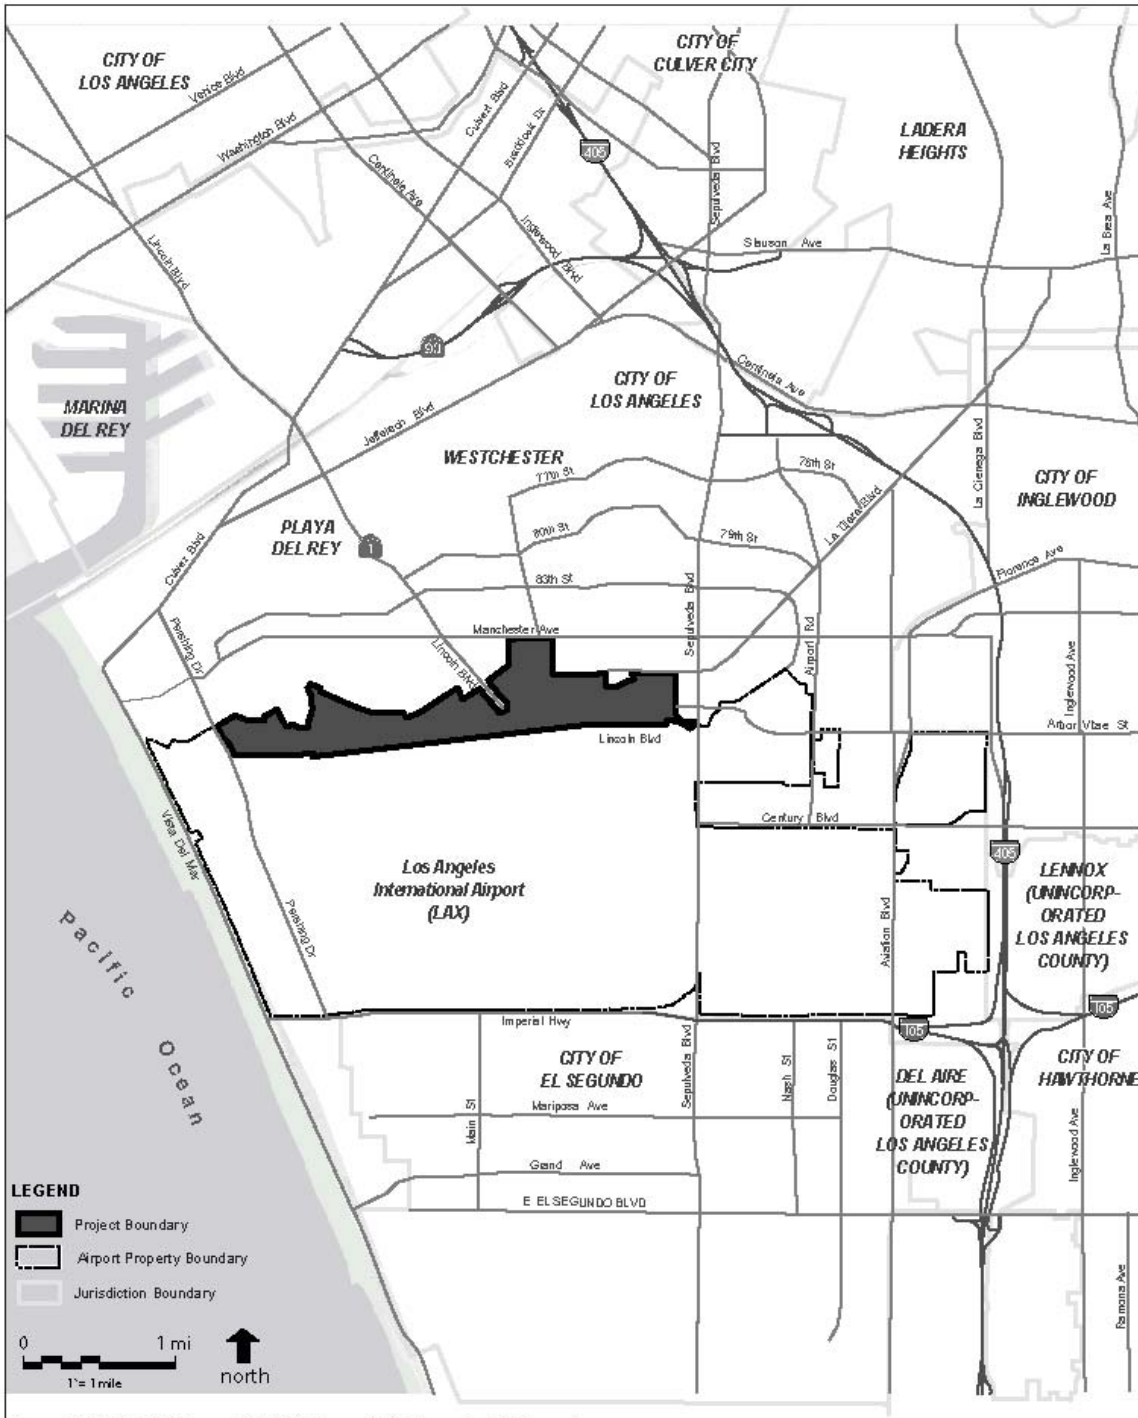 CITY OF
LOS ANGELES
Venice Blvd
Washington Blvd
Centinela Ave
Culvert Blvd
Braddock Dr
CITY OF
CULVER CITY
405
Sepulveda Blvd
LADERA
HEIGHTS
La Brea Ave
Lincoln Blvd
Inglewood Blvd
Slauson Ave
90
MARINA
DEL REY
CITY OF
LOS ANGELES
Centinela Ave
Jefferson Blvd
WESTCHESTER
77th St
76th St
La Tijera Blvd
La Cienega Blvd
CITY OF
INGLEWOOD
PLAYA
DEL REY
1
80th St
79th St
Culver Blvd
83th St
Florence Ave
Pershing Dr
Manchester Ave
Lincoln Blvd
Sepulveda Blvd
Airport Rd
Inglewood Ave
Arbor Vitae St
Lincoln Blvd
Vista Del Mar
Century Blvd
405
Los Angeles
International Airport
(LAX)
Pershing Dr
Aviation Blvd
LENNOX
(UNINCORP-
ORATED
LOS ANGELES
COUNTY)
Pacific
Ocean
Imperial Hwy
105
105
CITY OF
EL SEGUNDO
Sepulveda Blvd
Nash St
Douglas St
DEL AIRE
(UNINCORP-
ORATED
LOS ANGELES
COUNTY)
CITY OF
HAWTHORNE
Main St
Mariposa Ave
Inglewood Ave
Grand Ave
E EL SEGUNDO BLVD
Ramona Ave
LEGEND
Project Boundary
Airport Property Boundary
Jurisdiction Boundary
0 1 mi
1"= 1 mile
north